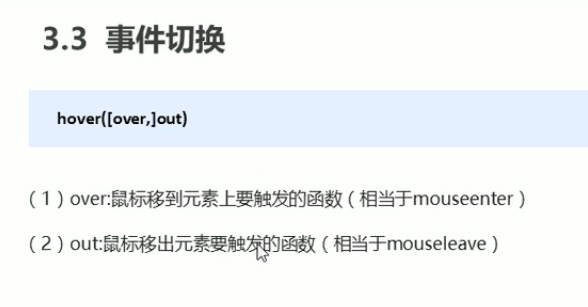 3.3 事件切换
hover([over,]out)
（1）over:鼠标移到元素上要触发的函数（相当于mouseenter）
（2）out:鼠标移出元素要触发的函数（相当于mouseleave）